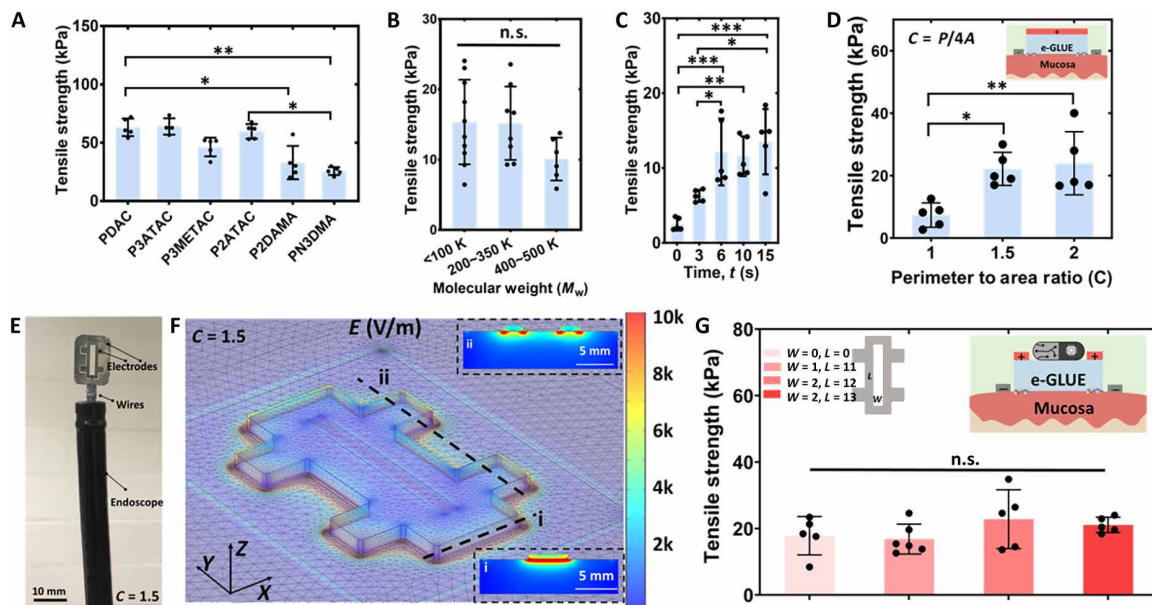 A
Tensile strength (kPa)
150
100
50
0
**
*
*
PDAC
P3ATAC
P3METAC
P2ATAC
P2DAMA
PN3DMA
B
Tensile strength (kPa)
30
20
10
0
n.s.
<100 K
200~350 K
400~500 K
Molecular weight (Mw)
C
Tensile strength (kPa)
30
20
10
0
***
*
***
**
*
0 3 6 10 15
Time, t (s)
D
Tensile strength (kPa)
60
40
20
0
C = P/4A
+
e-GLUE
Mucosa
**
*
1 1.5 2
Perimeter to area ratio (C)
E
Electrodes
Wires
Endoscope
10 mm
C = 1.5
F
C = 1.5
E (V/m)
ii
5 mm
ii
i
Z
Y
X
i
5 mm
10k
8k
6k
4k
2k
G
Tensile strength (kPa)
80
60
40
20
0
W = 0, L = 0
W = 1, L = 11
W = 2, L = 12
W = 2, L = 13
L
W
+ +
e-GLUE
Mucosa
n.s.